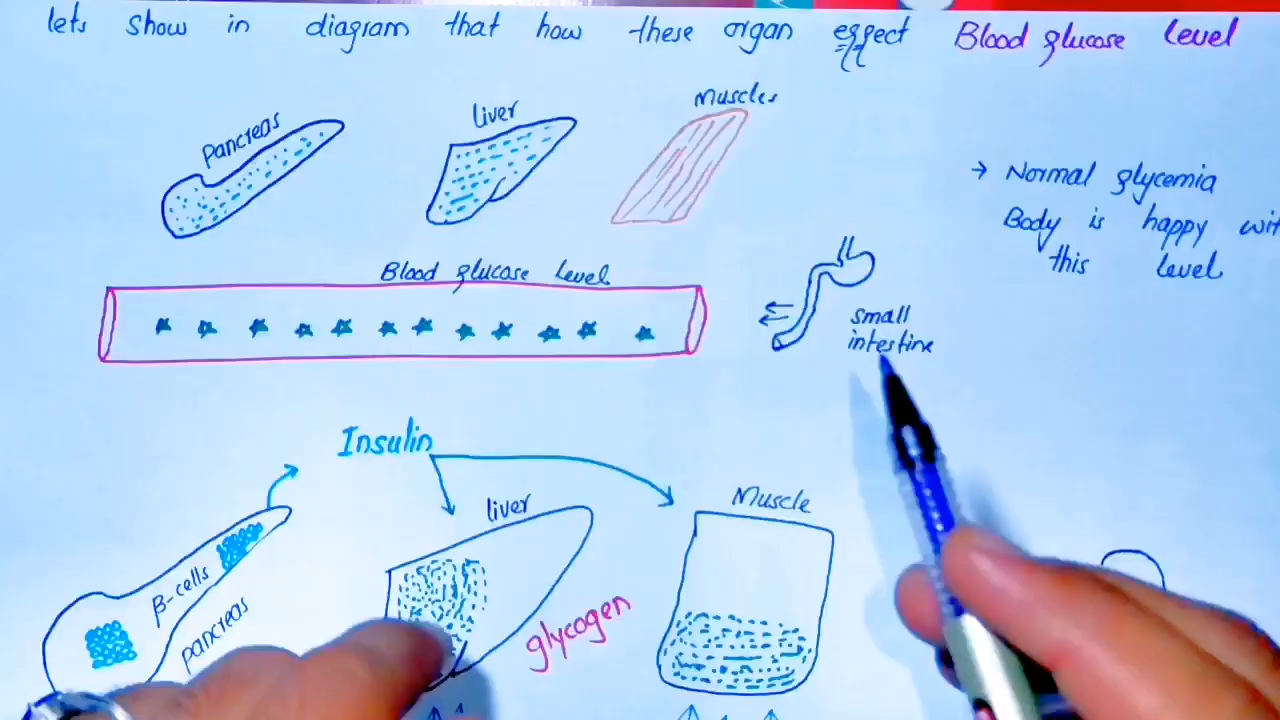 lets show in diagram that how these organ effect Blood glucose level
Pancreas
liver
Muscles
→ Normal glycemia
Body is happy
this level
Blood glucose level
small
intestine
Insulin
liver
Muscle
β-cells
pancreas
glycogen